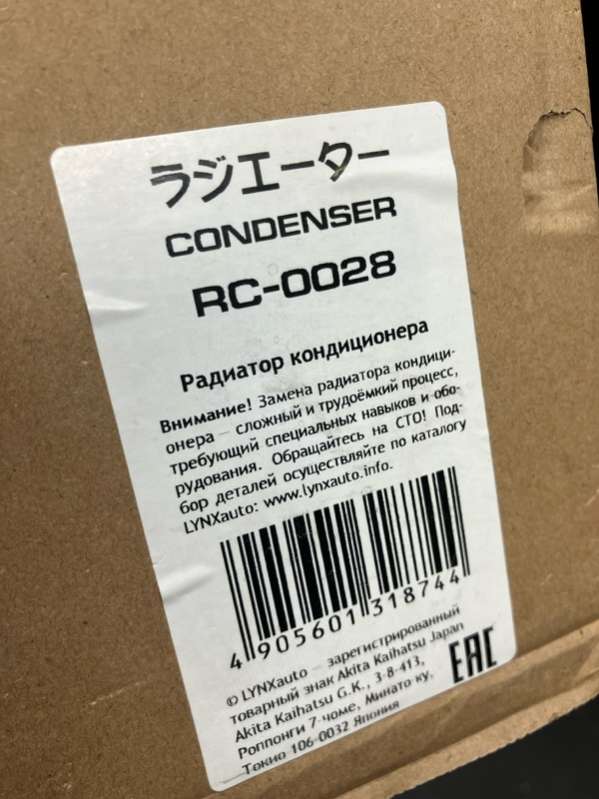 ラジエーター
CONDENSER
RC-0028
Радиатор кондиционера
Внимание! Замена радиатора кондици-
онера – сложный и трудоёмкий процесс,
требующий специальных навыков и обо-
рудования. Обращайтесь на СТО! Под-
бор деталей осуществляйте по каталогу
LYNXauto: www.lynxauto.info.
4905601318744
© LYNXauto – зарегистрированный
товарный знак Akita Kaihatsu Japan
Akita Kaihatsu G.K., 3-8-413,
Роппонги 7-чоме, Минато-ку,
Токио 106-0032 Япония
EAC